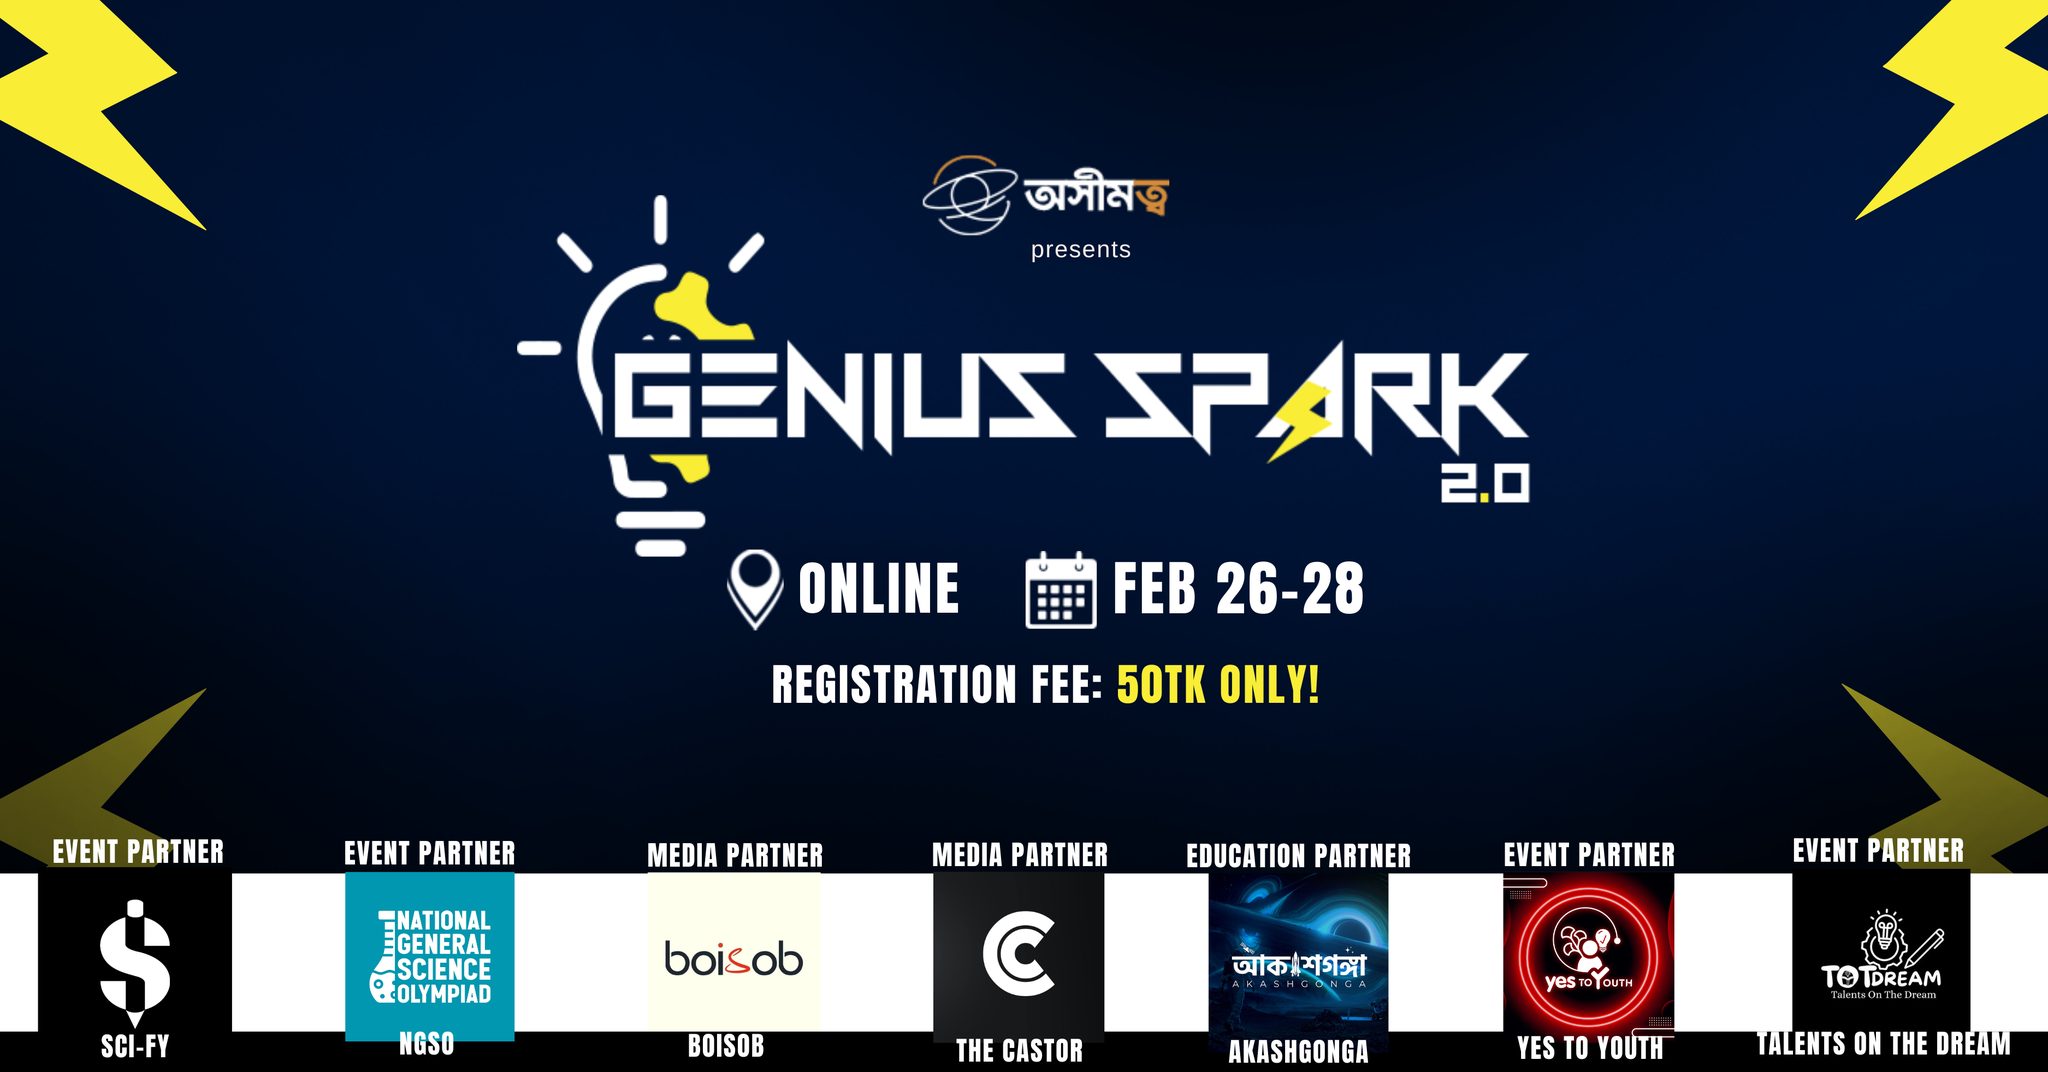 অসীমত্ব
presents
GENIUS SPARK
2.0
ONLINE
FEB 26-28
REGISTRATION FEE: 50TK ONLY!
EVENT PARTNER
SCI-FY
EVENT PARTNER
NATIONAL
GENERAL
SCIENCE
OLYMPIAD
NGSO
MEDIA PARTNER
boisob
BOISOB
MEDIA PARTNER
THE CASTOR
EDUCATION PARTNER
আকাশগঙ্গা
AKASHGONGA
AKASHGONGA
EVENT PARTNER
yes TO YOUTH
YES TO YOUTH
EVENT PARTNER
TOTDREAM
Talents On The Dream
TALENTS ON THE DREAM